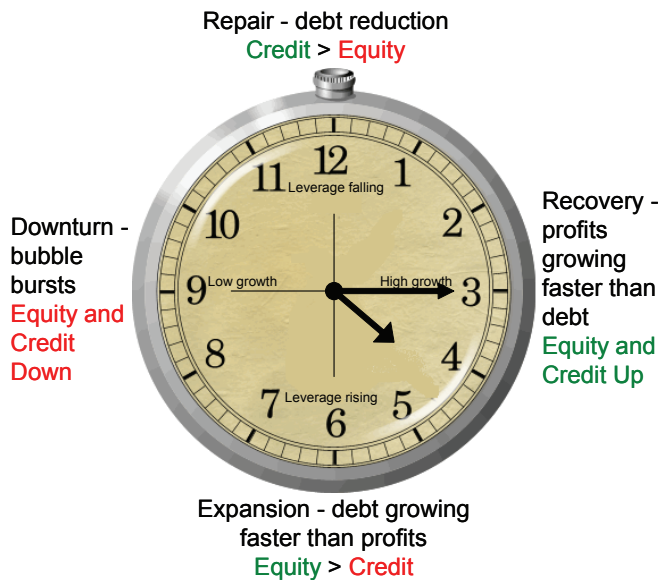 Repair - debt reduction
Credit > Equity
12
11
1
Leverage falling
10
2
Downturn -
bubble
bursts
Equity and
Credit
Down
Recovery -
profits
growing
faster than
debt
Equity and
Credit Up
9
Low growth
High growth
3
8
4
7
Leverage rising
5
6
Expansion - debt growing
faster than profits
Equity > Credit